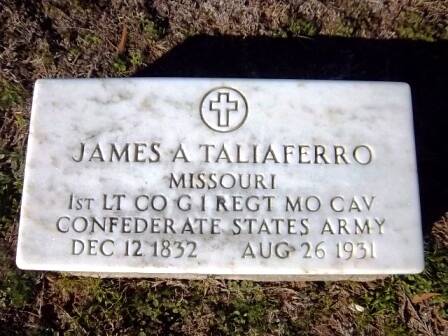 JAMES A TALIAFERRO
MISSOURI
1ST LT CO G 1 REGT MO CAV
CONFEDERATE STATES ARMY
DEC 12 1832 AUG 26 1931